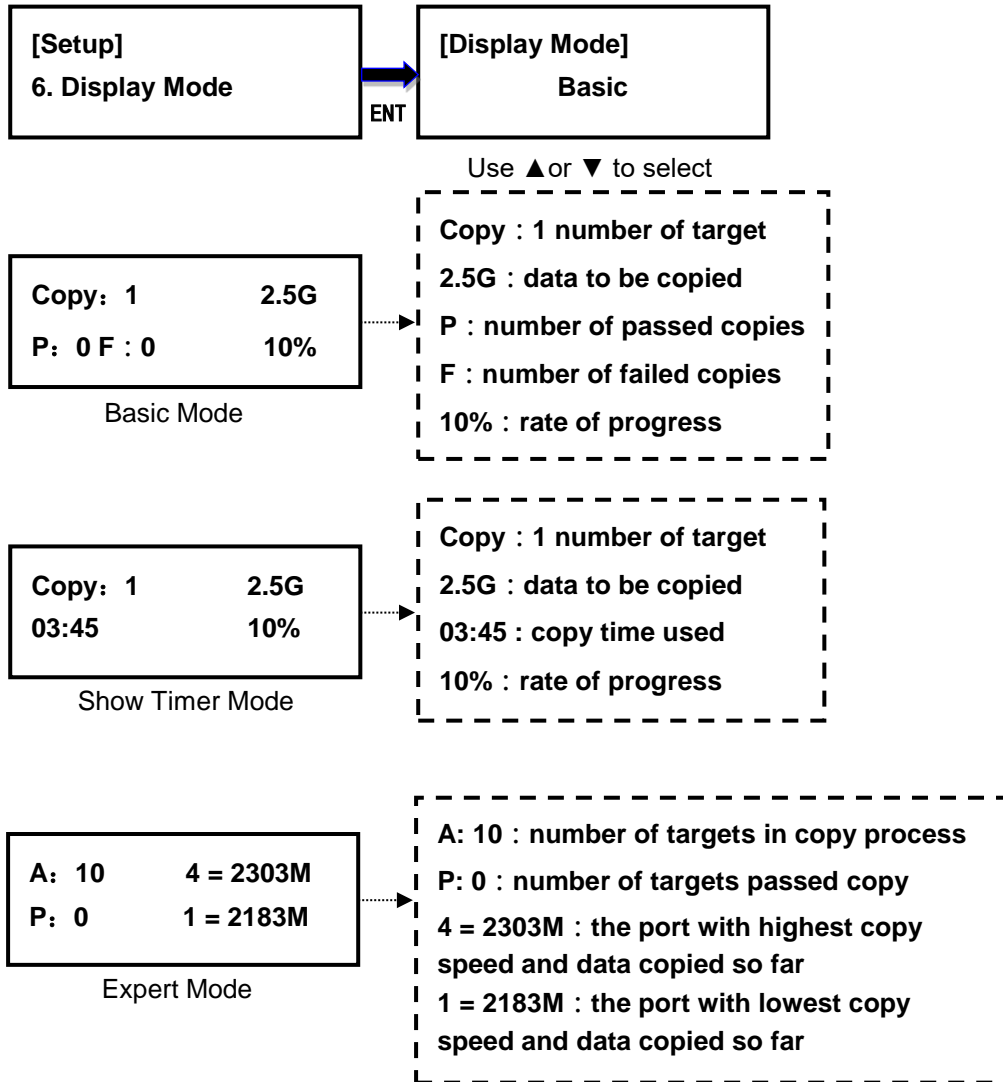 [Setup]
6. Display Mode
ENT
[Display Mode]
Basic
Use ▲or ▼ to select
Copy：1 2.5G
P：0 F：0 10%
Basic Mode
Copy：1 number of target
2.5G：data to be copied
P：number of passed copies
F：number of failed copies
10%：rate of progress
Copy：1 2.5G
03:45 10%
Show Timer Mode
Copy：1 number of target
2.5G：data to be copied
03:45 : copy time used
10%：rate of progress
A：10 4 = 2303M
P：0 1 = 2183M
Expert Mode
A: 10：number of targets in copy process
P: 0：number of targets passed copy
4 = 2303M：the port with highest copy
speed and data copied so far
1 = 2183M：the port with lowest copy
speed and data copied so far